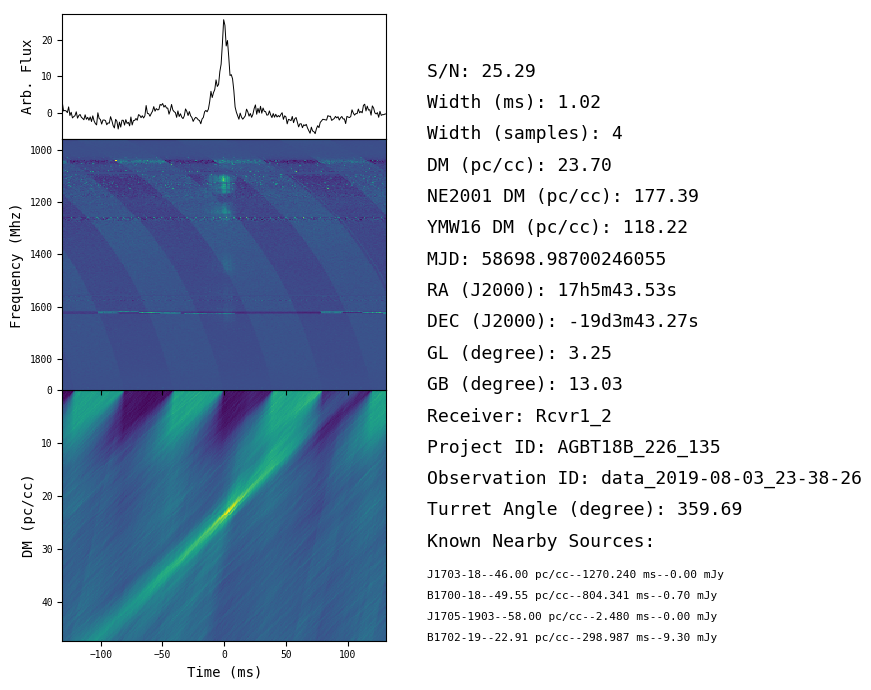 Arb. Flux
20
10
0
Frequency (Mhz)
1000
1200
1400
1600
1800
DM (pc/cc)
0
10
20
30
40
−100
−50
0
50
100
Time (ms)
S/N: 25.29
Width (ms): 1.02
Width (samples): 4
DM (pc/cc): 23.70
NE2001 DM (pc/cc): 177.39
YMW16 DM (pc/cc): 118.22
MJD: 58698.98700246055
RA (J2000): 17h5m43.53s
DEC (J2000): -19d3m43.27s
GL (degree): 3.25
GB (degree): 13.03
Receiver: Rcvr1_2
Project ID: AGBT18B_226_135
Observation ID: data_2019-08-03_23-38-26
Turret Angle (degree): 359.69
Known Nearby Sources:
J1703-18--46.00 pc/cc--1270.240 ms--0.00 mJy
B1700-18--49.55 pc/cc--804.341 ms--0.70 mJy
J1705-1903--58.00 pc/cc--2.480 ms--0.00 mJy
B1702-19--22.91 pc/cc--298.987 ms--9.30 mJy